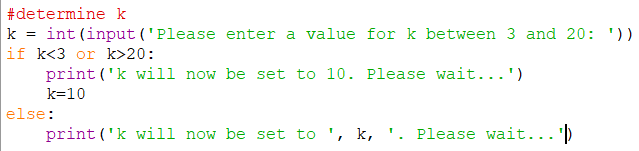 #determine k
k = int(input('Please enter a value for k between 3 and 20: '))
if k<3 or k>20:
    print('k will now be set to 10. Please wait...')
    k=10
else:
    print('k will now be set to ', k, '. Please wait...')